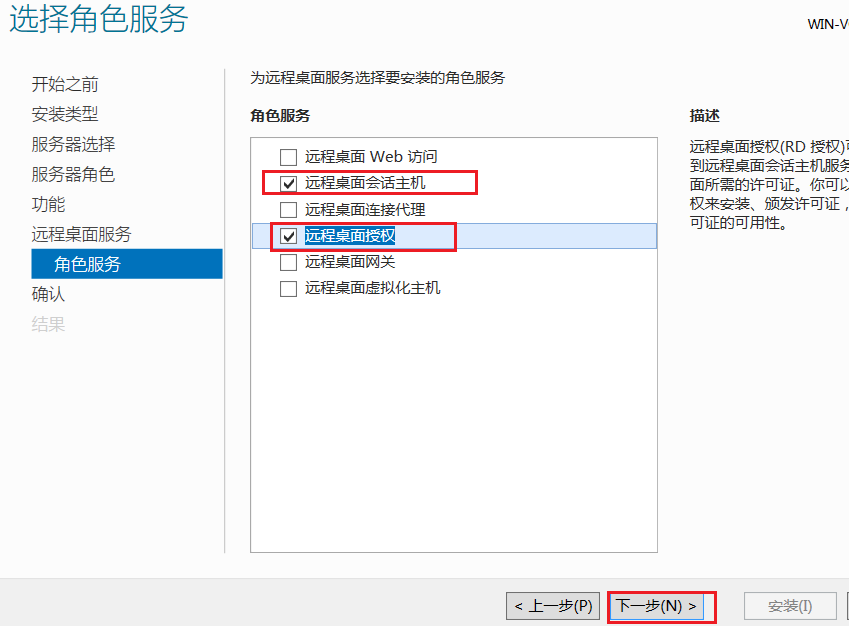 选择角色服务
WIN-V
开始之前
安装类型
服务器选择
服务器角色
功能
远程桌面服务
角色服务
确认
结果
为远程桌面服务选择要安装的角色服务
角色服务
远程桌面 Web 访问
远程桌面会话主机
远程桌面连接代理
远程桌面授权
远程桌面网关
远程桌面虚拟化主机
描述
远程桌面授权(RD 授权)可
到远程桌面会话主机服务
面所需的许可证。你可以
权来安装、颁发许可证，
可证的可用性。
< 上一步(P)
下一步(N) >
安装(I)